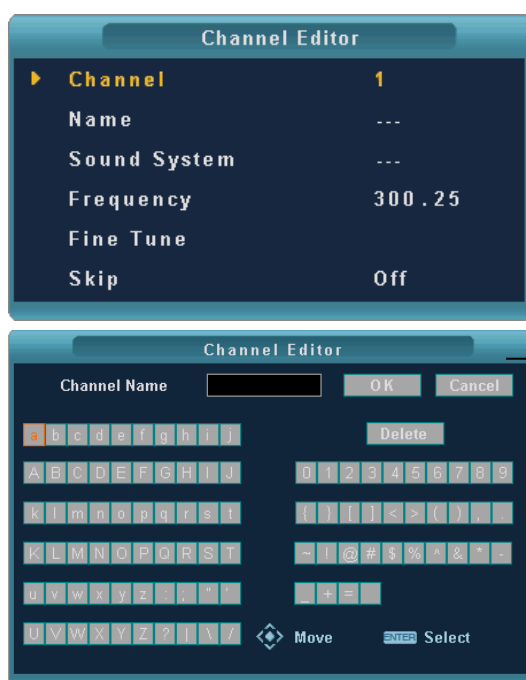 Channel Editor
Channel 1
Name ---
Sound System ---
Frequency 300.25
Fine Tune
Skip Off
Channel Editor
Channel Name OK Cancel
a b c d e f g h i j Delete
A B C D E F G H I J 0 1 2 3 4 5 6 7 8 9
k l m n o p q r s t { } [ ] < > ( ) , .
K L M N O P Q R S T ~ ! @ # $ % ^ & * -
u v w x y z : ; " ' _ + =
U V W X Y Z ? | \ / Move ENTER Select